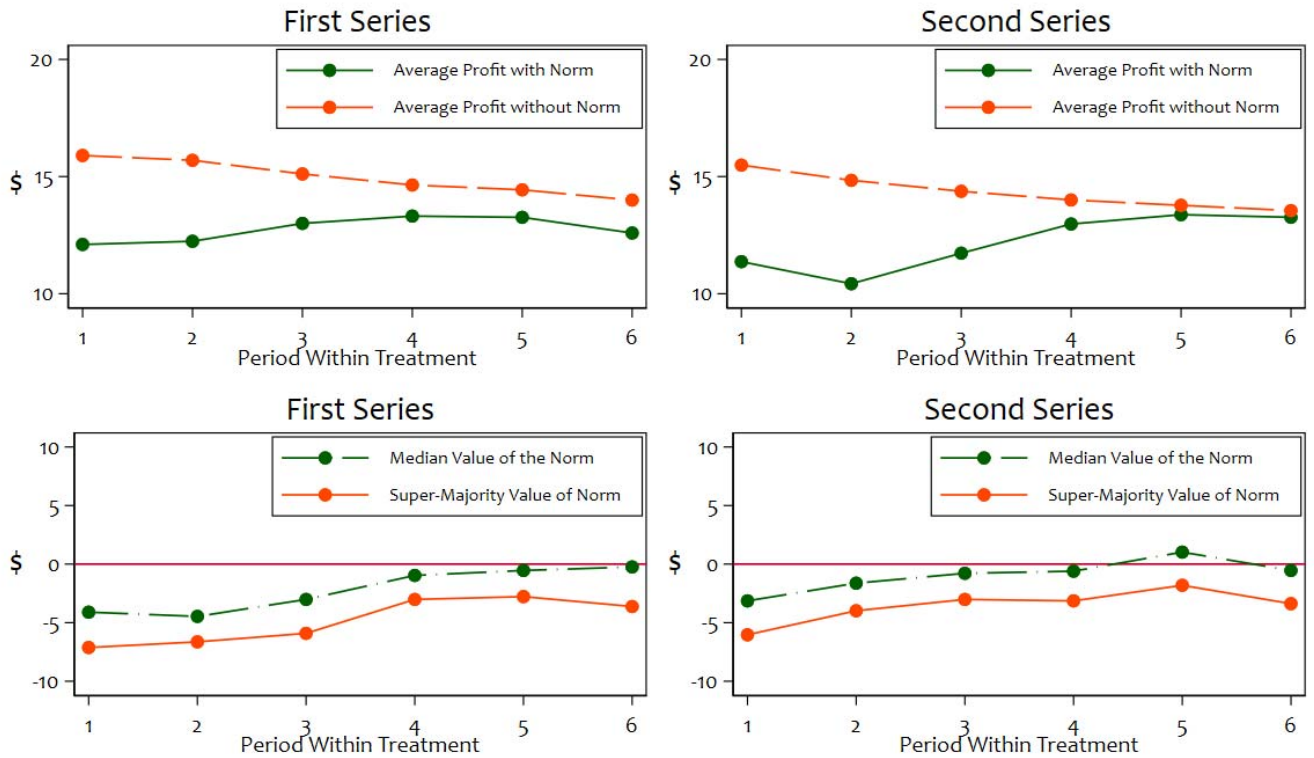 First Series
20
15
10
$
Average Profit with Norm
Average Profit without Norm
1 2 3 4 5 6
Period Within Treatment
Second Series
20
15
10
$
Average Profit with Norm
Average Profit without Norm
1 2 3 4 5 6
Period Within Treatment
First Series
10
5
0
-5
-10
$
Median Value of the Norm
Super-Majority Value of Norm
1 2 3 4 5 6
Period Within Treatment
Second Series
10
5
0
-5
-10
$
Median Value of the Norm
Super-Majority Value of Norm
1 2 3 4 5 6
Period Within Treatment